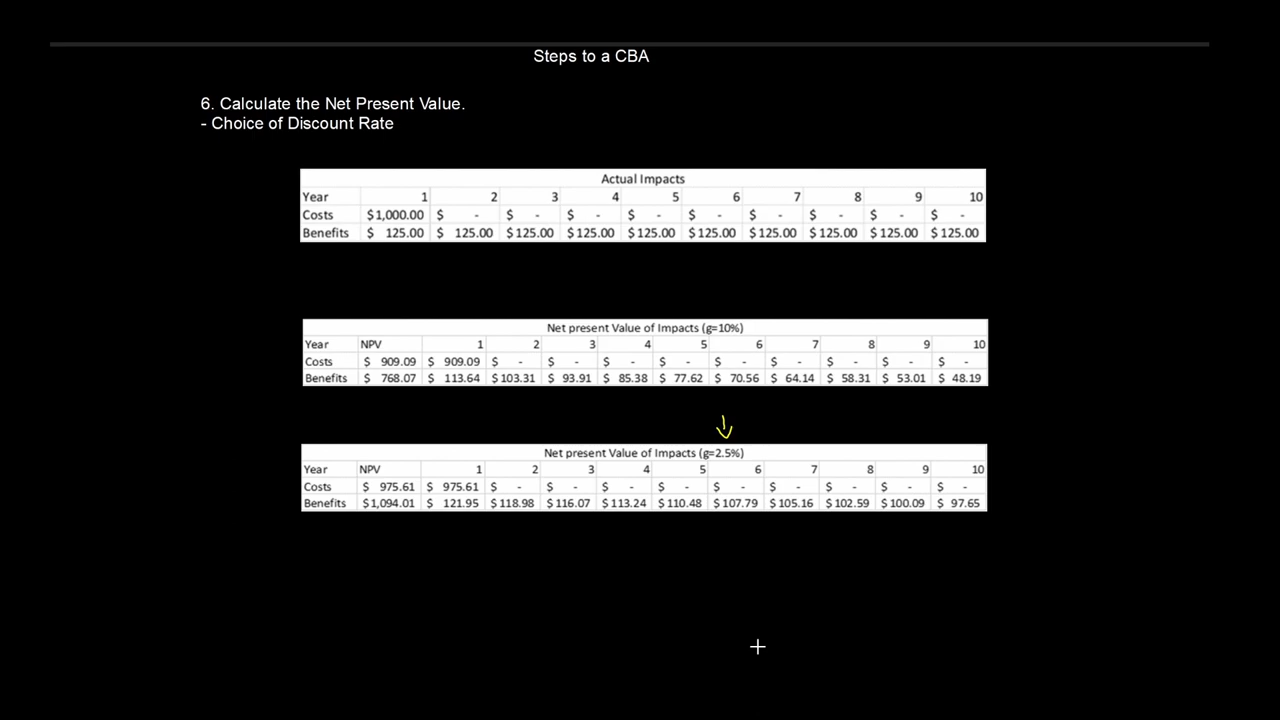 Steps to a CBA
6. Calculate the Net Present Value.
- Choice of Discount Rate
Actual Impacts
Year 1 2 3 4 5 6 7 8 9 10
Costs $1,000.00 $ - $ - $ - $ - $ - $ - $ - $ - $ -
Benefits $ 125.00 $ 125.00 $125.00 $125.00 $125.00 $125.00 $125.00 $125.00 $125.00 $125.00
Net present Value of Impacts (g=10%)
Year NPV 1 2 3 4 5 6 7 8 9 10
Costs $ 909.09 $ 909.09 $ - $ - $ - $ - $ - $ - $ - $ - $ -
Benefits $ 768.07 $ 113.64 $103.31 $ 93.91 $ 85.38 $ 77.62 $ 70.56 $ 64.14 $ 58.31 $ 53.01 $ 48.19
Net present Value of Impacts (g=2.5%)
Year NPV 1 2 3 4 5 6 7 8 9 10
Costs $ 975.61 $ 975.61 $ - $ - $ - $ - $ - $ - $ - $ - $ -
Benefits $1,094.01 $ 121.95 $118.98 $116.07 $113.24 $110.48 $107.79 $105.16 $102.59 $100.09 $ 97.65